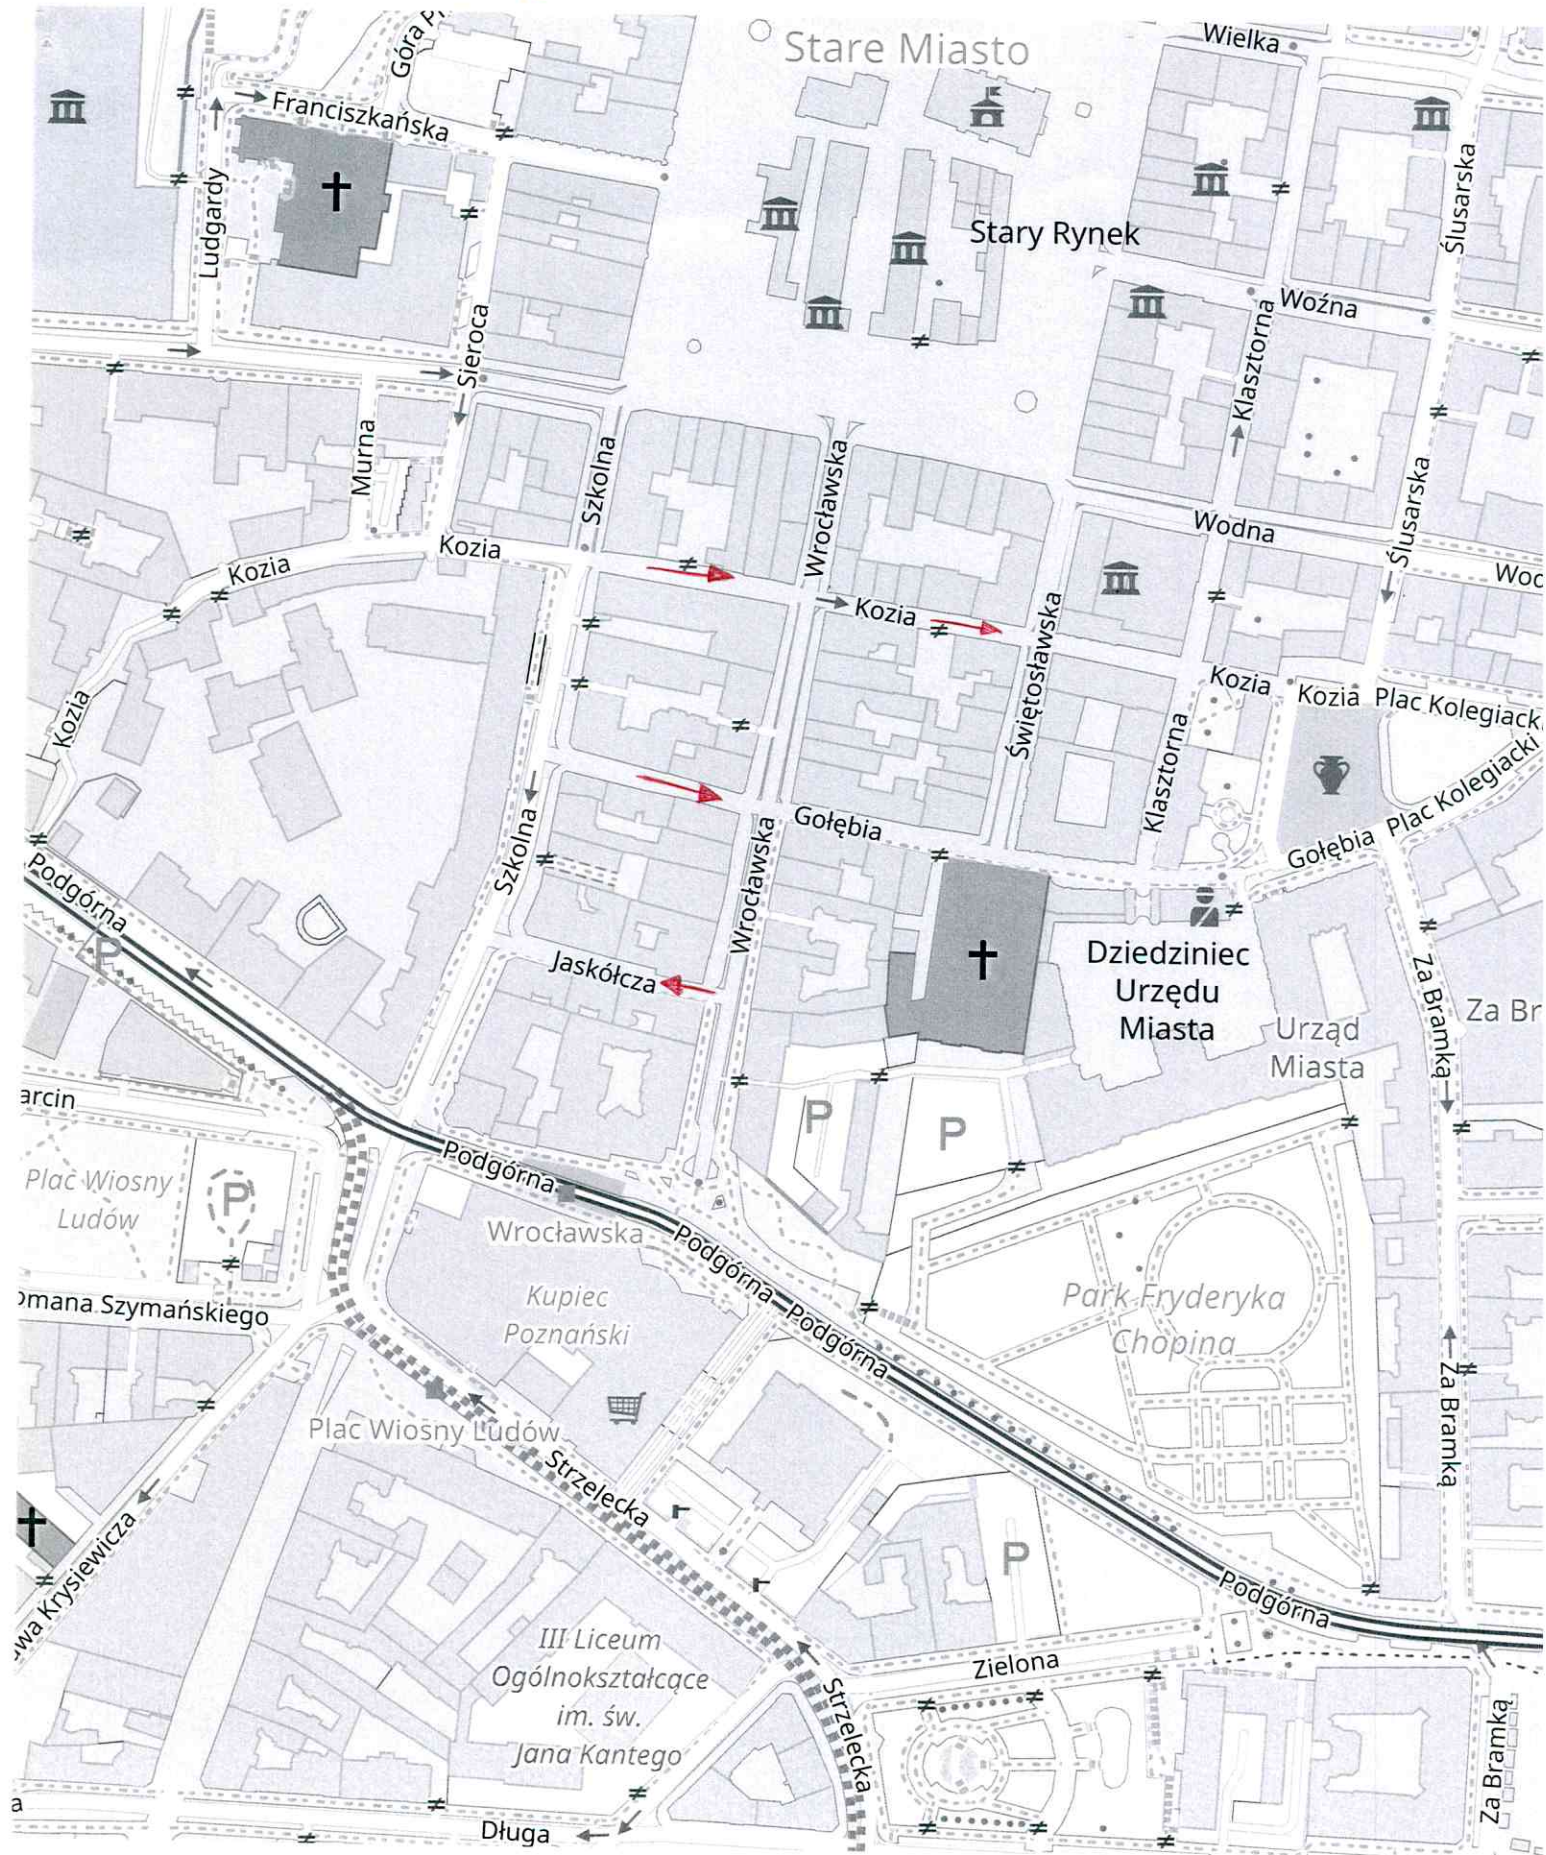 Góra
Stare Miasto
Wielka
Franciszkańska
Ludgardy
Ślusarska
Stary Rynek
Woźna
Sieroca
Klasztorna
Murna
Szkolna
Wrocławska
Ślusarska
Wodna
Kozia
Kozia
Kozia
Świętosławska
Kozia
Kozia
Plac Kolegiacki
Kozia
Klasztorna
Plac Kolegiacki
Gołębia
Gołębia
Szkolna
Wrocławska
Podgórna
P
Jaskółcza
Dziedziniec
Urzędu
Miasta
Urząd
Miasta
Za Bramką
Za Br
arcin
P
P
Podgórna
Plac Wiosny
Ludów
P
Wrocławska
Podgórna
Podgórna
Kupiec
Poznański
Park Fryderyka
Chopina
omana Szymańskiego
Za Bramką
Plac Wiosny Ludów
Strzelecka
P
awa Krysiewicza
Podgórna
III Liceum
Ogólnokształcące
im. św.
Jana Kantego
Zielona
Strzelecka
Za Bramką
a
Długa